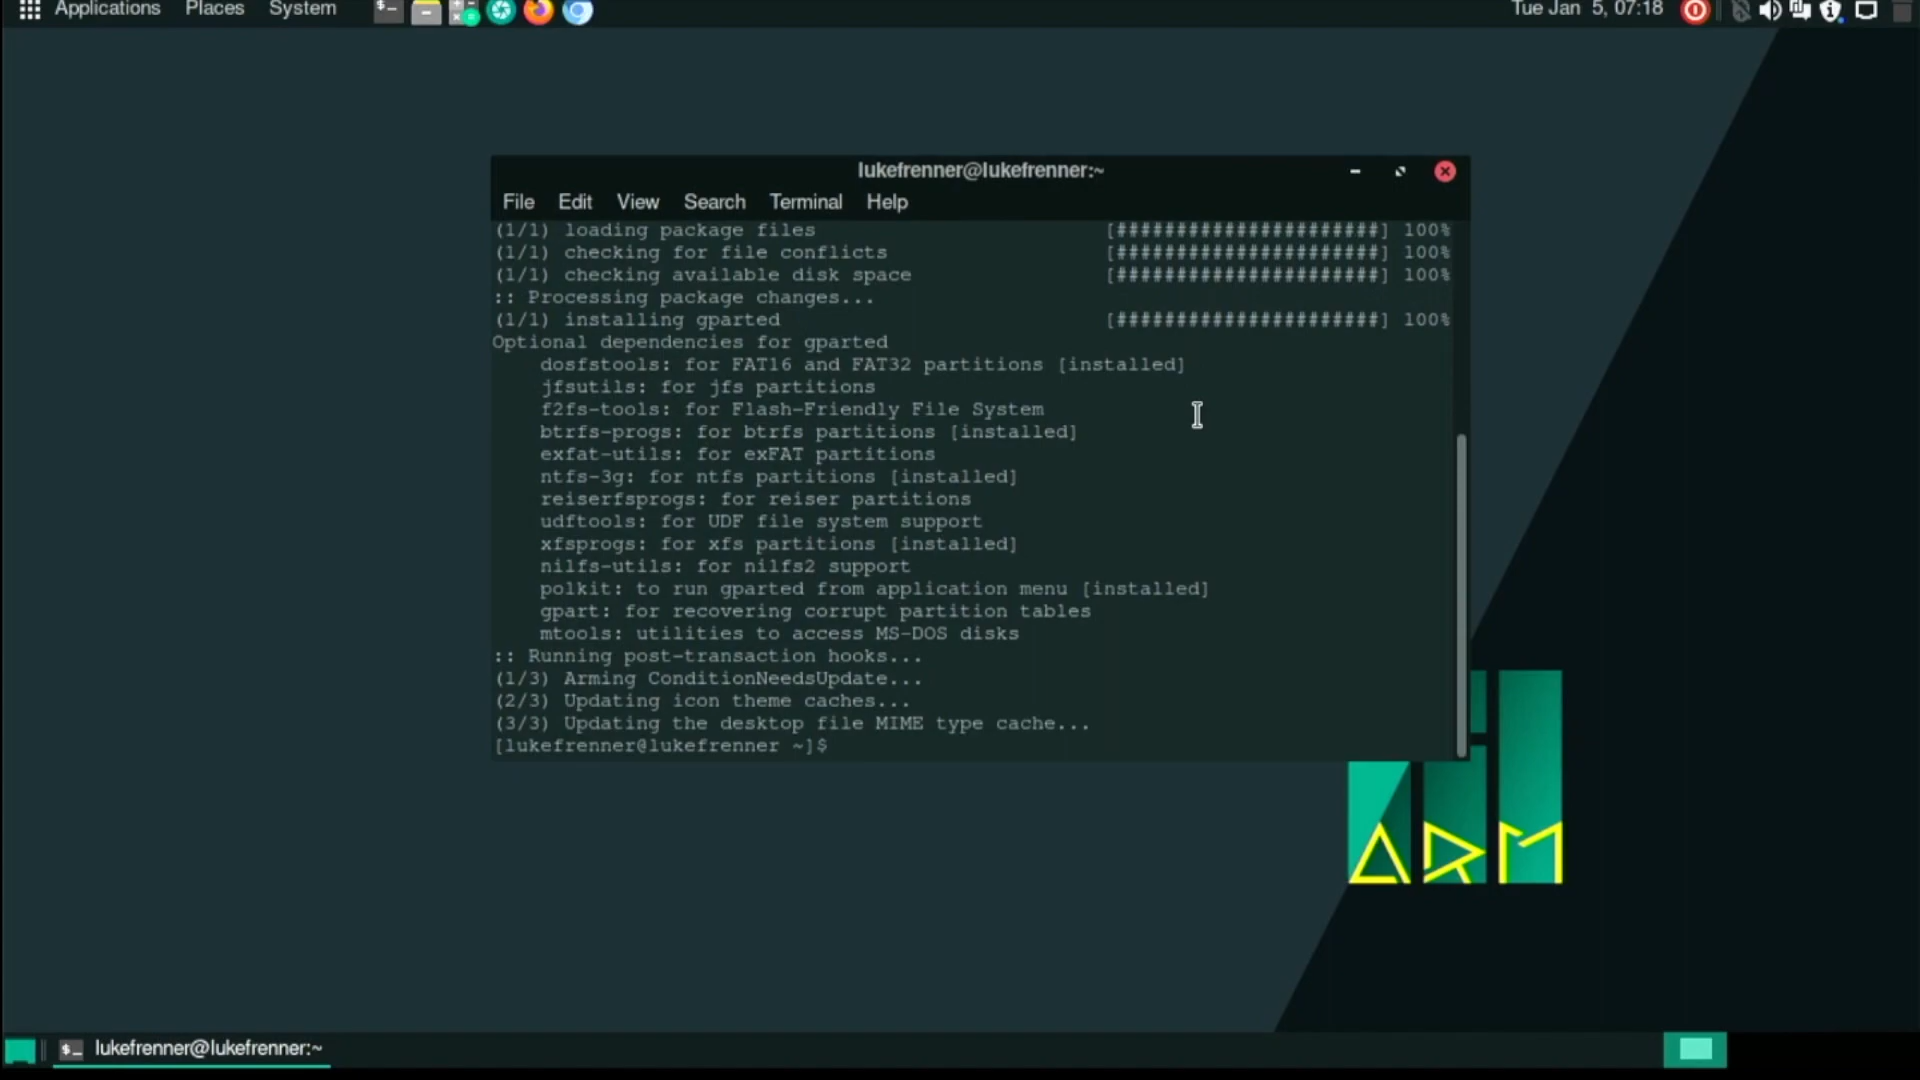 Applications Places System Tue Jan 5, 07:18
lukefrenner@lukefrenner:~
File Edit View Search Terminal Help
(1/1) loading package files [######################] 100%
(1/1) checking for file conflicts [######################] 100%
(1/1) checking available disk space [######################] 100%
:: Processing package changes...
(1/1) installing gparted [######################] 100%
Optional dependencies for gparted
dosfstools: for FAT16 and FAT32 partitions [installed]
jfsutils: for jfs partitions
f2fs-tools: for Flash-Friendly File System
btrfs-progs: for btrfs partitions [installed]
exfat-utils: for exFAT partitions
ntfs-3g: for ntfs partitions [installed]
reiserfsprogs: for reiser partitions
udftools: for UDF file system support
xfsprogs: for xfs partitions [installed]
nilfs-utils: for nilfs2 support
polkit: to run gparted from application menu [installed]
gpart: for recovering corrupt partition tables
mtools: utilities to access MS-DOS disks
:: Running post-transaction hooks...
(1/3) Arming ConditionNeedsUpdate...
(2/3) Updating icon theme caches...
(3/3) Updating the desktop file MIME type cache...
[lukefrenner@lukefrenner ~]$
ARM
lukefrenner@lukefrenner:~